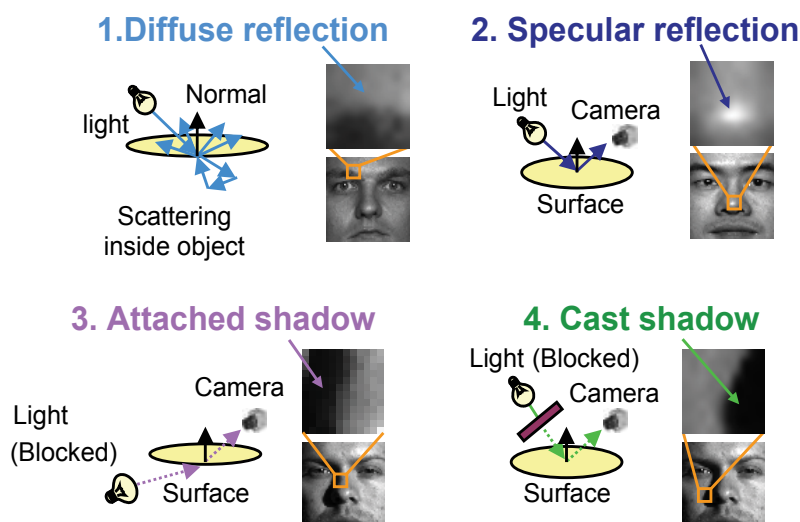 1.Diffuse reflection
light
Normal
Scattering
inside object
2. Specular reflection
Light
Camera
Surface
3. Attached shadow
Light
(Blocked)
Camera
Surface
4. Cast shadow
Light (Blocked)
Camera
Surface